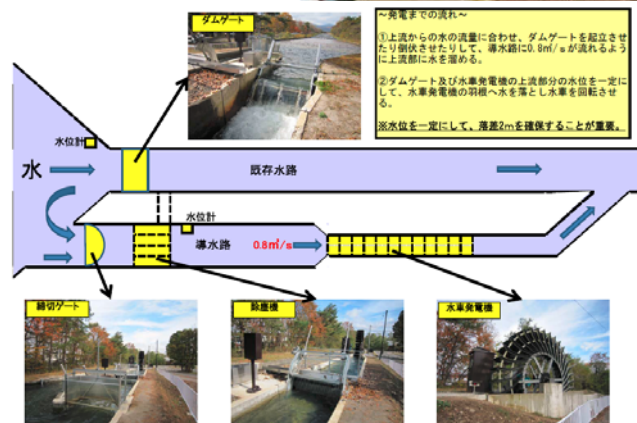 ～発電までの流れ～
①上流からの水の流量に合わせ、ダムゲートを起立させ
たり倒伏させたりして、導水路に0.8㎥/sが流れるよう
に上流部に水を溜める。
②ダムゲート及び水車発電機の上流部分の水位を一定に
して、水車発電機の羽根へ水を落とし水車を回転させ
る。
※水位を一定にして、落差2mを確保することが重要。
ダムゲート
水位計
水
既存水路
水位計
導水路
0.8㎥/s
締切ゲート
除塵機
水車発電機